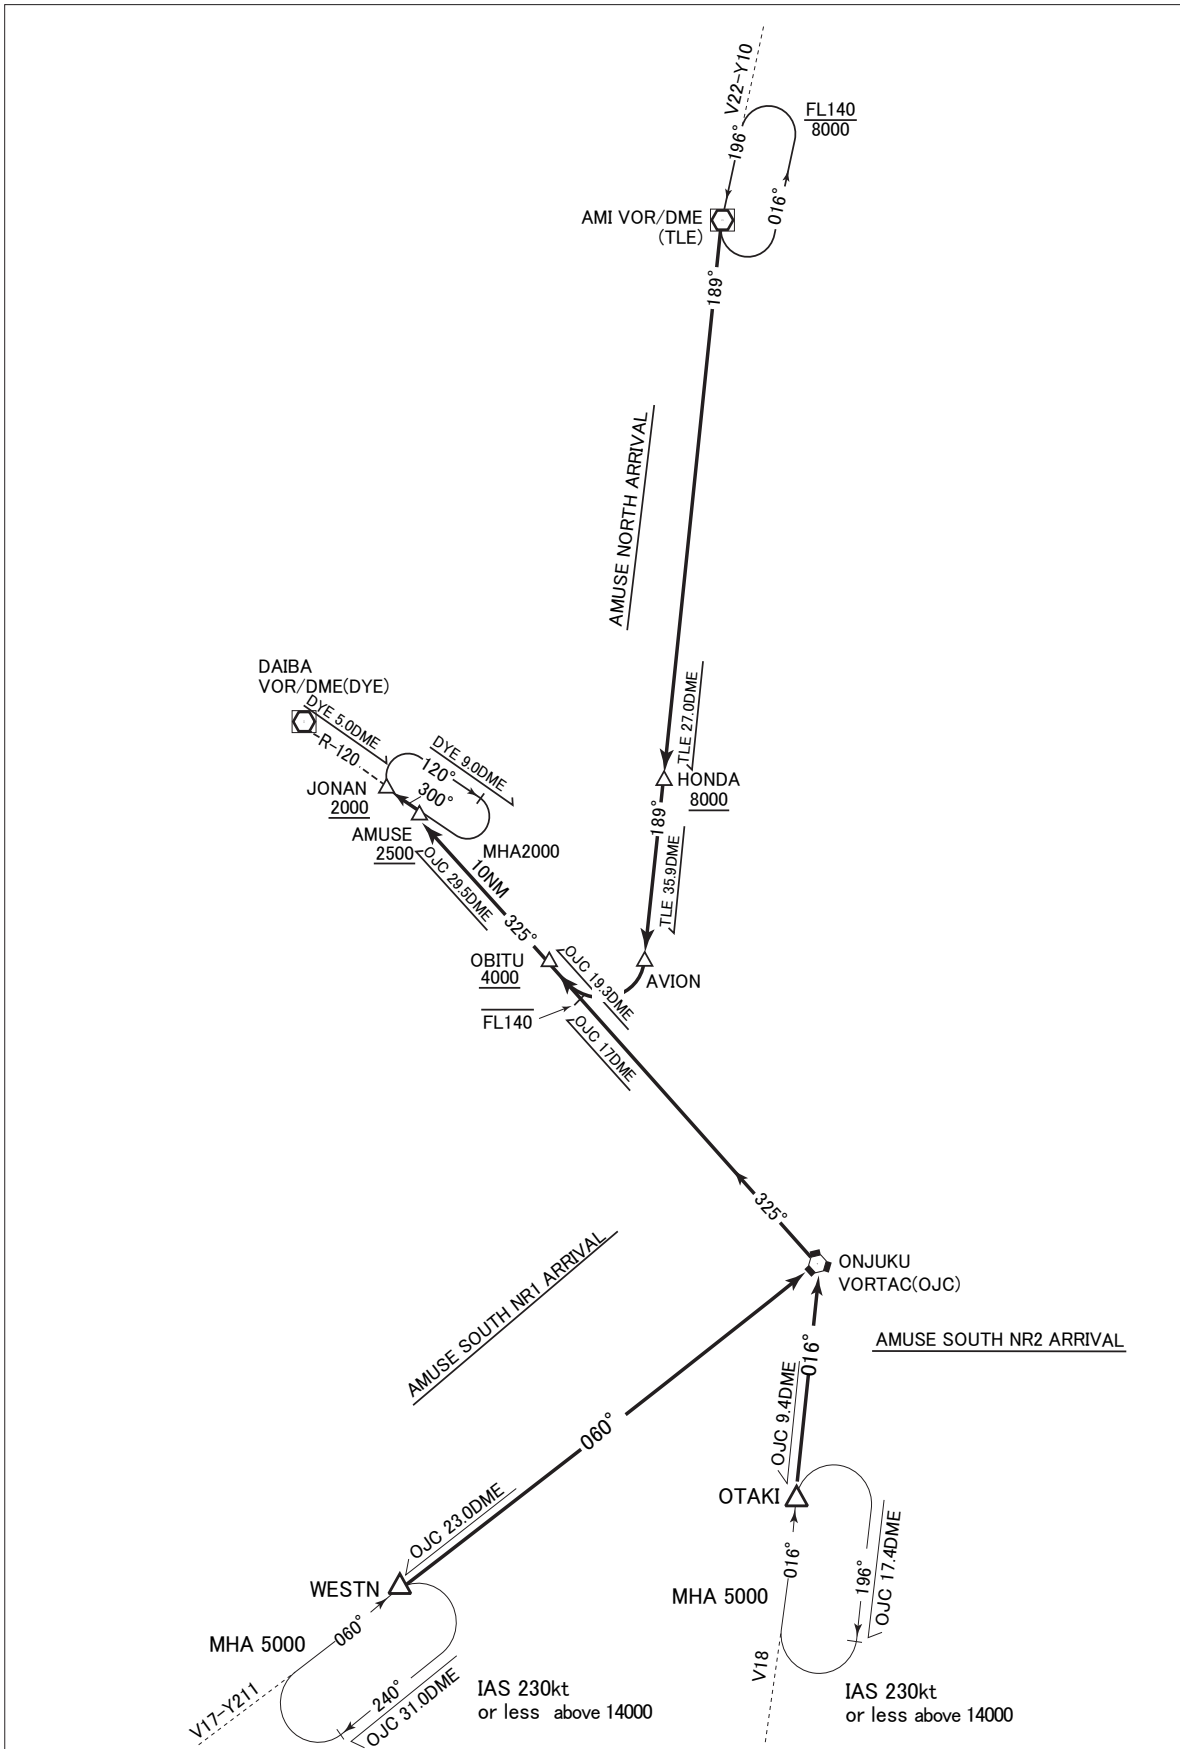 V22-Y10
196°
FL140
8000
016°
AMI VOR/DME
(TLE)
189°
AMUSE NORTH ARRIVAL
DAIBA
VOR/DME(DYE)
DYE 5.0DME
R-120
DYE 9.0DME
120°
300°
JONAN
2000
AMUSE
2500
MHA2000
OJC 29.5DME
10NM
325°
TLE 27.0DME
HONDA
8000
189°
TLE 35.9DME
OBITU
4000
OJC 19.3DME
AVION
FL140
OJC 17DME
325°
ONJUKU
VORTAC(OJC)
AMUSE SOUTH NR1 ARRIVAL
AMUSE SOUTH NR2 ARRIVAL
016°
OJC 9.4DME
060°
OTAKI
OJC 23.0DME
WESTN
016°
196°
OJC 17.4DME
MHA 5000
MHA 5000
060°
V18
240°
OJC 31.0DME
V17-Y211
IAS 230kt
or less above 14000
IAS 230kt
or less above 14000